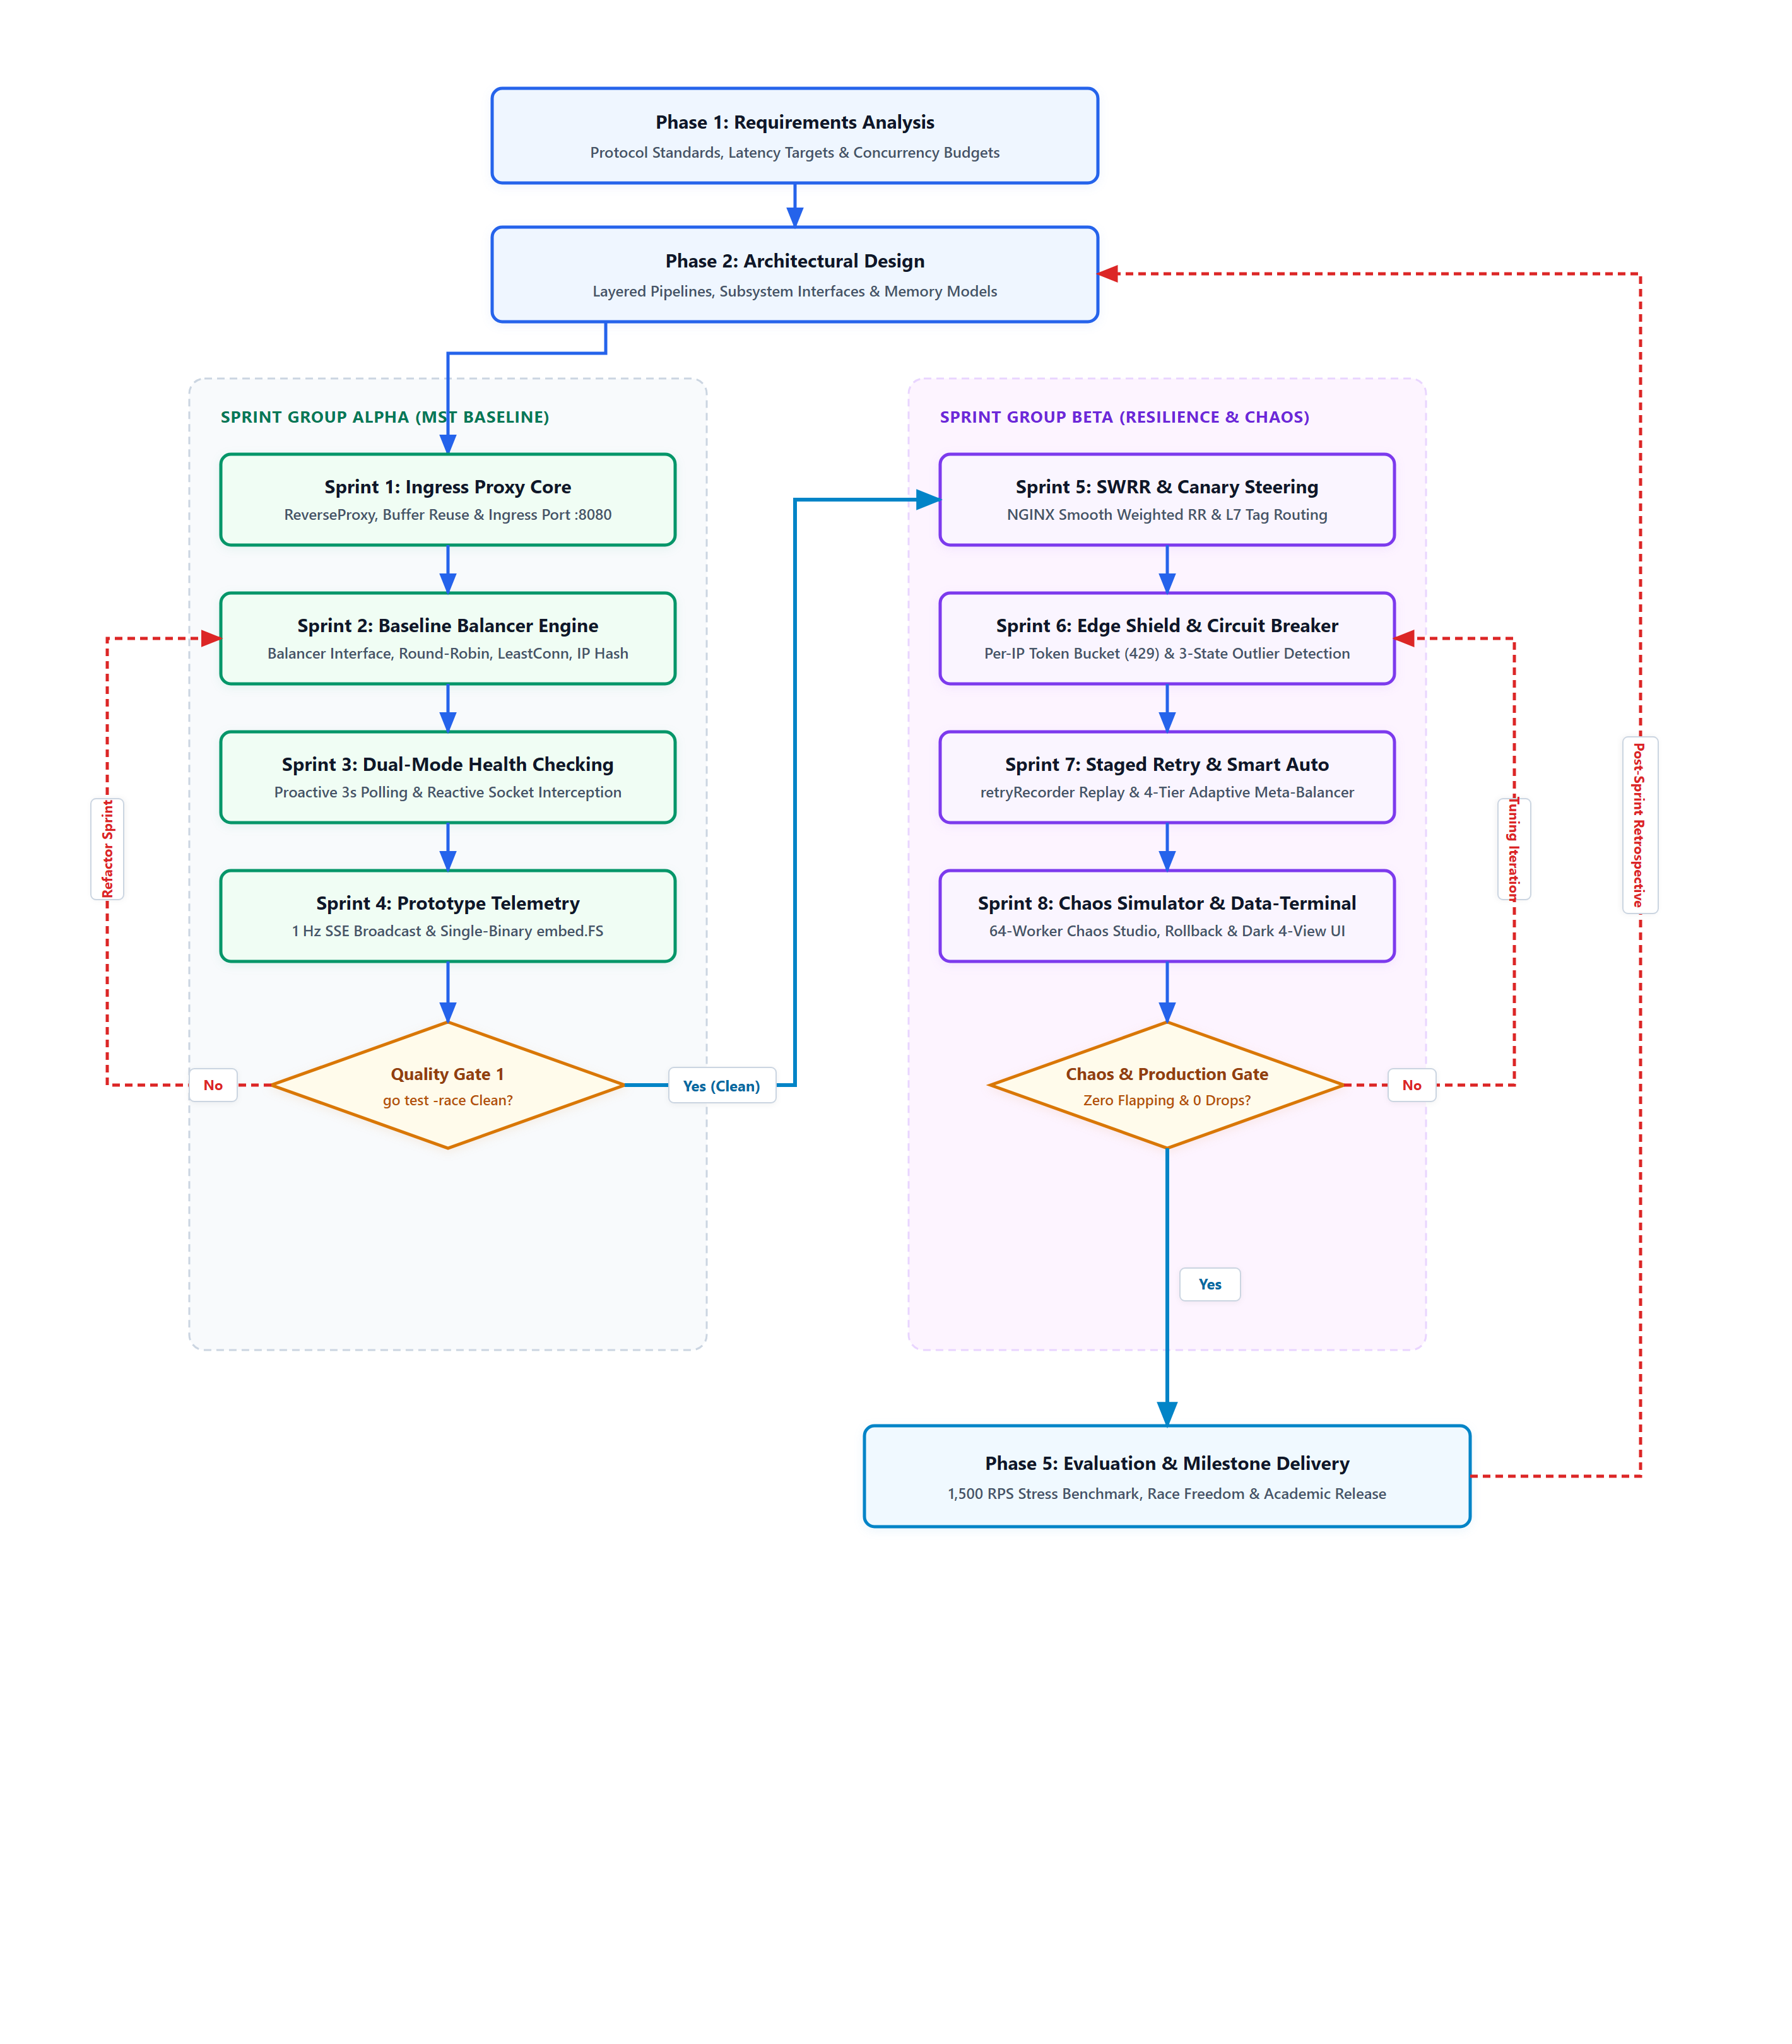 Phase 1: Requirements Analysis
Protocol Standards, Latency Targets & Concurrency Budgets
Phase 2: Architectural Design
Layered Pipelines, Subsystem Interfaces & Memory Models
SPRINT GROUP ALPHA (MST BASELINE)
Sprint 1: Ingress Proxy Core
ReverseProxy, Buffer Reuse & Ingress Port :8080
Sprint 2: Baseline Balancer Engine
Balancer Interface, Round-Robin, LeastConn, IP Hash
Sprint 3: Dual-Mode Health Checking
Proactive 3s Polling & Reactive Socket Interception
Sprint 4: Prototype Telemetry
1 Hz SSE Broadcast & Single-Binary embed.FS
Quality Gate 1
go test -race Clean?
No
Refactor Sprint
Yes (Clean)
SPRINT GROUP BETA (RESILIENCE & CHAOS)
Sprint 5: SWRR & Canary Steering
NGINX Smooth Weighted RR & L7 Tag Routing
Sprint 6: Edge Shield & Circuit Breaker
Per-IP Token Bucket (429) & 3-State Outlier Detection
Sprint 7: Staged Retry & Smart Auto
retryRecorder Replay & 4-Tier Adaptive Meta-Balancer
Sprint 8: Chaos Simulator & Data-Terminal
64-Worker Chaos Studio, Rollback & Dark 4-View UI
Chaos & Production Gate
Zero Flapping & 0 Drops?
No
Tuning Iteration
Yes
Phase 5: Evaluation & Milestone Delivery
1,500 RPS Stress Benchmark, Race Freedom & Academic Release
Post-Sprint Retrospective